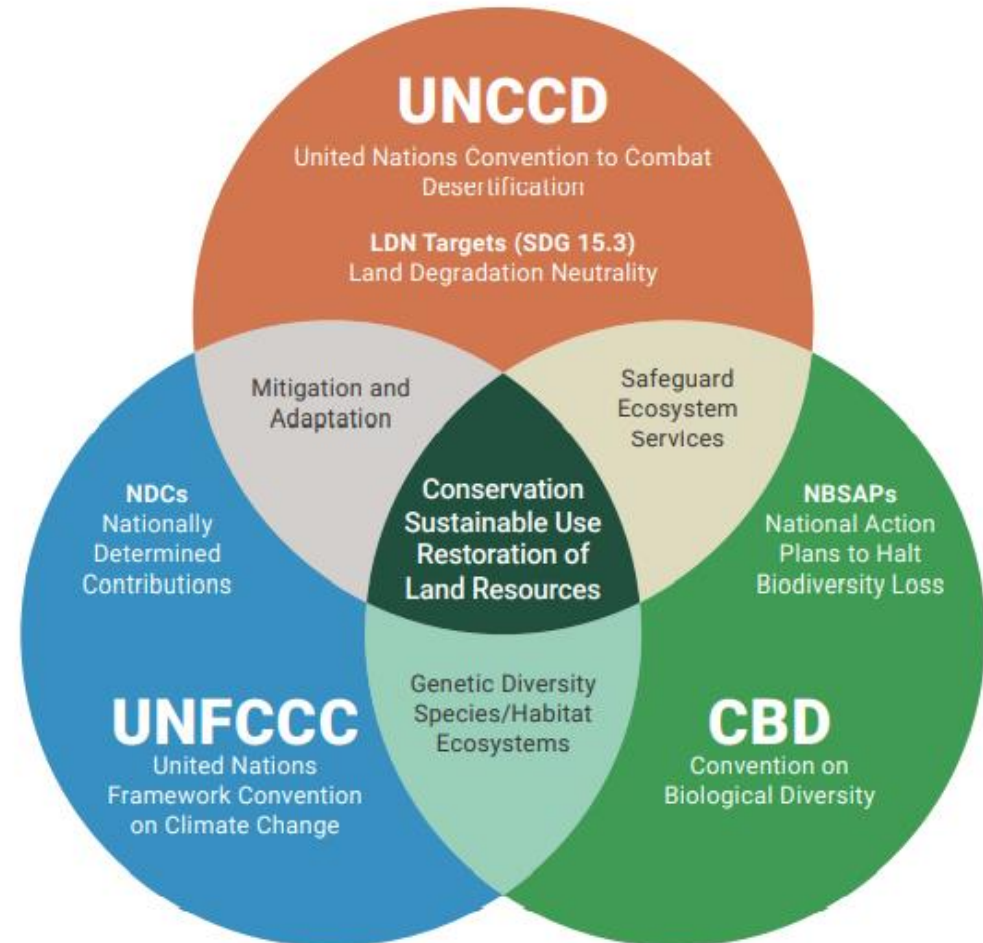 UNCCD
United Nations Convention to Combat
Desertification
LDN Targets (SDG 15.3)
Land Degradation Neutrality
Mitigation and
Adaptation
Safeguard
Ecosystem
Services
NDCs
Nationally
Determined
Contributions
Conservation
Sustainable Use
Restoration of
Land Resources
NBSAPs
National Action
Plans to Halt
Biodiversity Loss
UNFCCC
United Nations
Framework Convention
on Climate Change
Genetic Diversity
Species/Habitat
Ecosystems
CBD
Convention on
Biological Diversity